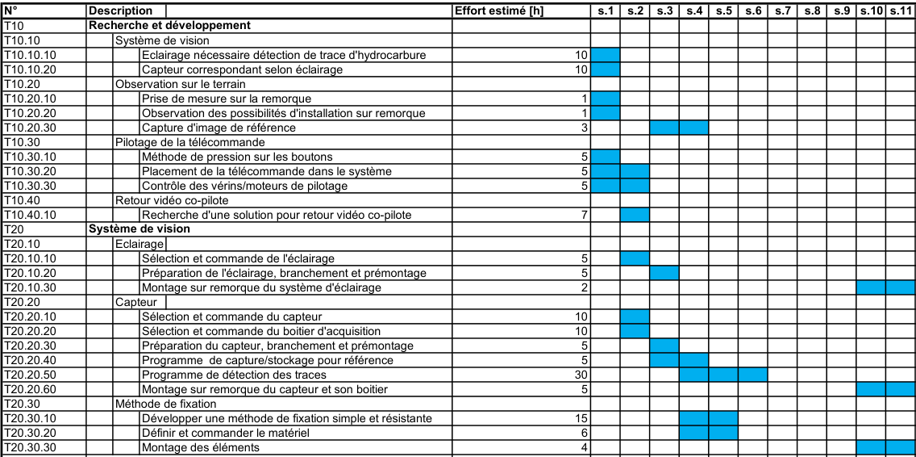 N° Description Effort estimé [h] s.1 s.2 s.3 s.4 s.5 s.6 s.7 s.8 s.9 s.10 s.11
T10 Recherche et développement
T10.10 Système de vision
T10.10.10 Eclairage nécessaire détection de trace d'hydrocarbure 10
T10.10.20 Capteur correspondant selon éclairage 10
T10.20 Observation sur le terrain
T10.20.10 Prise de mesure sur la remorque 1
T10.20.20 Observation des possibilités d'installation sur remorque 1
T10.20.30 Capture d'image de référence 3
T10.30 Pilotage de la télécommande
T10.30.10 Méthode de pression sur les boutons 5
T10.30.20 Placement de la télécommande dans le système 5
T10.30.30 Contrôle des vérins/moteurs de pilotage 5
T10.40 Retour vidéo co-pilote
T10.40.10 Recherche d'une solution pour retour vidéo co-pilote 7
T20 Système de vision
T20.10 Eclairage
T20.10.10 Sélection et commande de l'éclairage 5
T20.10.20 Préparation de l'éclairage, branchement et prémontage 5
T20.10.30 Montage sur remorque du système d'éclairage 2
T20.20 Capteur
T20.20.10 Sélection et commande du capteur 10
T20.20.20 Sélection et commande du boitier d'acquisition 10
T20.20.30 Préparation du capteur, branchement et prémontage 5
T20.20.40 Programme de capture/stockage pour référence 5
T20.20.50 Programme de détection des traces 30
T20.20.60 Montage sur remorque du capteur et son boitier 5
T20.30 Méthode de fixation
T20.30.10 Développer une méthode de fixation simple et résistante 15
T20.30.20 Définir et commander le matériel 6
T20.30.30 Montage des éléments 4